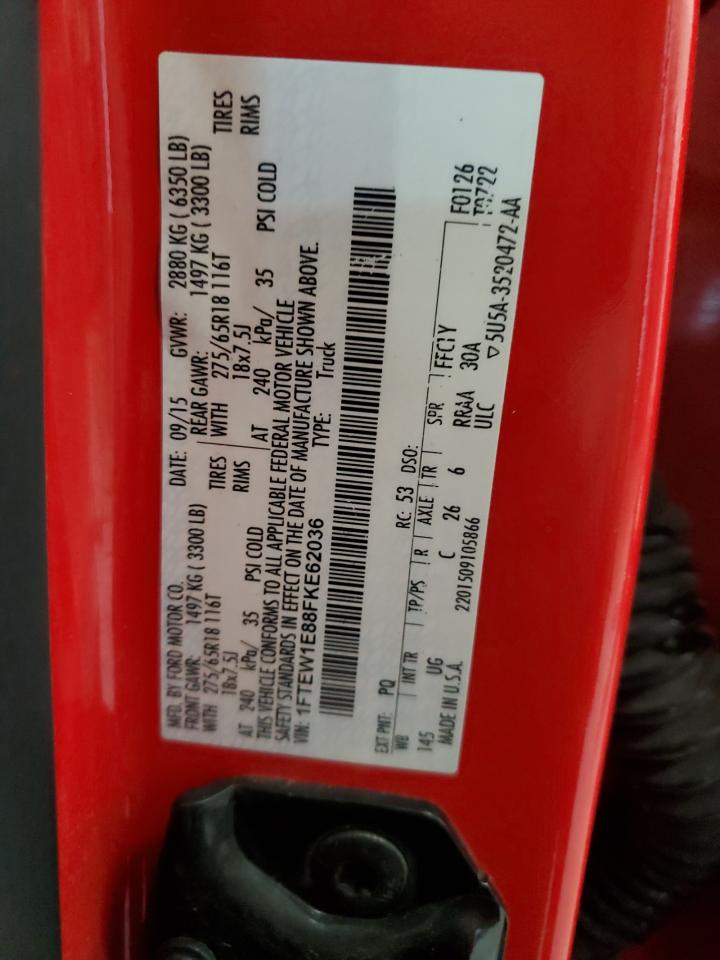 MFD. BY FORD MOTOR CO. DATE: 09/15 GVWR: 2880 KG ( 6350 LB)
FRONT GAWR: 1497 KG ( 3300 LB) REAR GAWR: 1497 KG ( 3300 LB)
WITH 275/65R18 116T TIRES WITH 275/65R18 116T TIRES
18x7.5J RIMS 18x7.5J RIMS
AT 240 kPa/ 35 PSI COLD AT 240 kPa/ 35 PSI COLD
THIS VEHICLE CONFORMS TO ALL APPLICABLE FEDERAL MOTOR VEHICLE
SAFETY STANDARDS IN EFFECT ON THE DATE OF MANUFACTURE SHOWN ABOVE.
VIN: 1FTEW1E88FKE62036 TYPE: Truck
EXT PNT: PQ RC: 53 DSO: F0126
WB INT TR TP/PS R AXLE TR SPR FFC1Y T0722
145 UG C 26 6 RRAA 30A
MADE IN U.S.A. 2201509105866 ULC ▽5U5A-3520472-AA